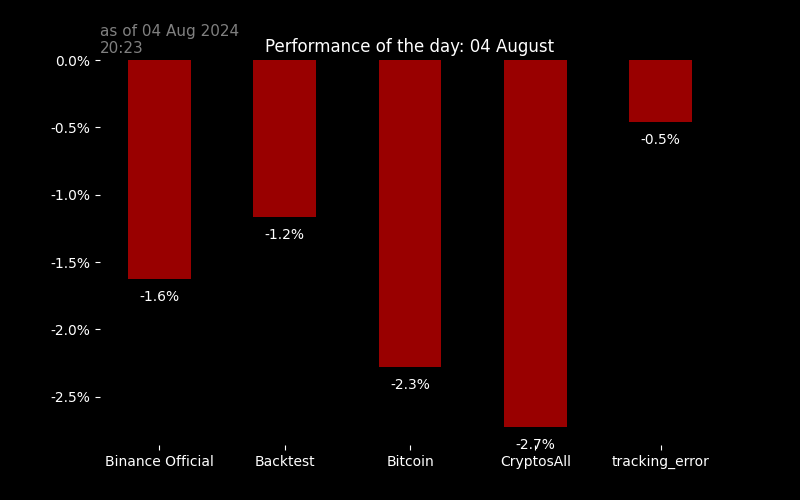 as of 04 Aug 2024
20:23
Performance of the day: 04 August
0.0%
-0.5%
-1.0%
-1.5%
-2.0%
-2.5%
-1.6%
-1.2%
-2.3%
-2.7%
-0.5%
Binance Official
Backtest
Bitcoin
CryptosAll
tracking_error